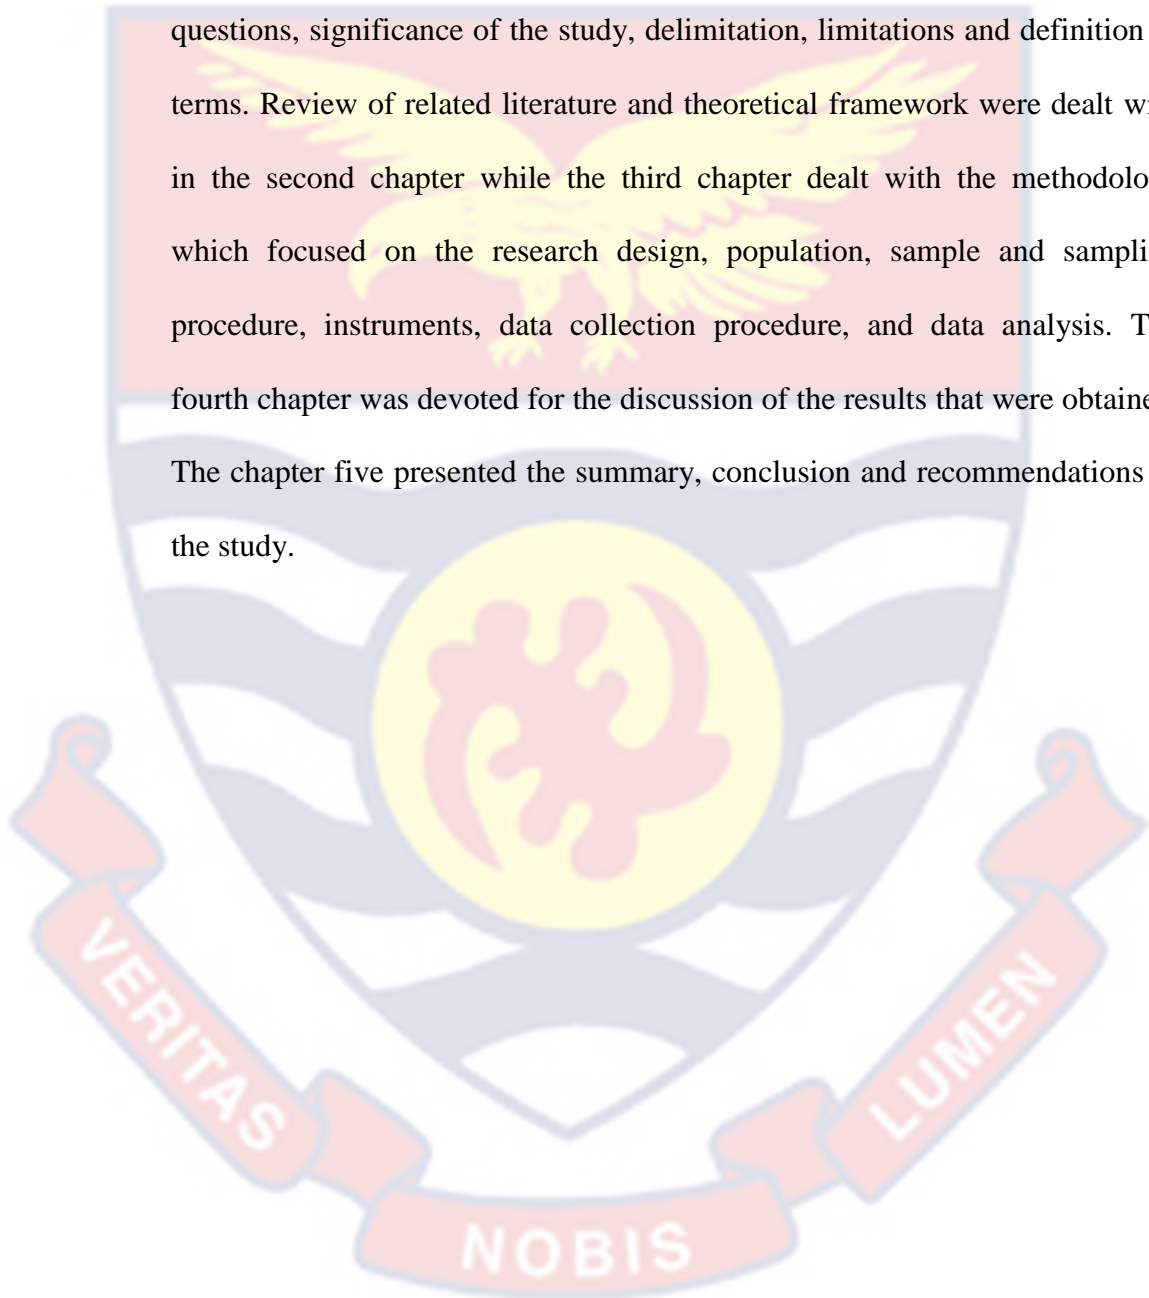 questions, significance of the study, delimitation, limitations and definition
terms. Review of related literature and theoretical framework were dealt
in the second chapter while the third chapter dealt with the
which focused on the research design, population, sample and
procedure, instruments, data collection procedure, and data analysis.
fourth chapter was devoted for the discussion of the results that were
The chapter five presented the summary, conclusion and recommendations
the study.
VERITAS
NOBIS
LUMEN